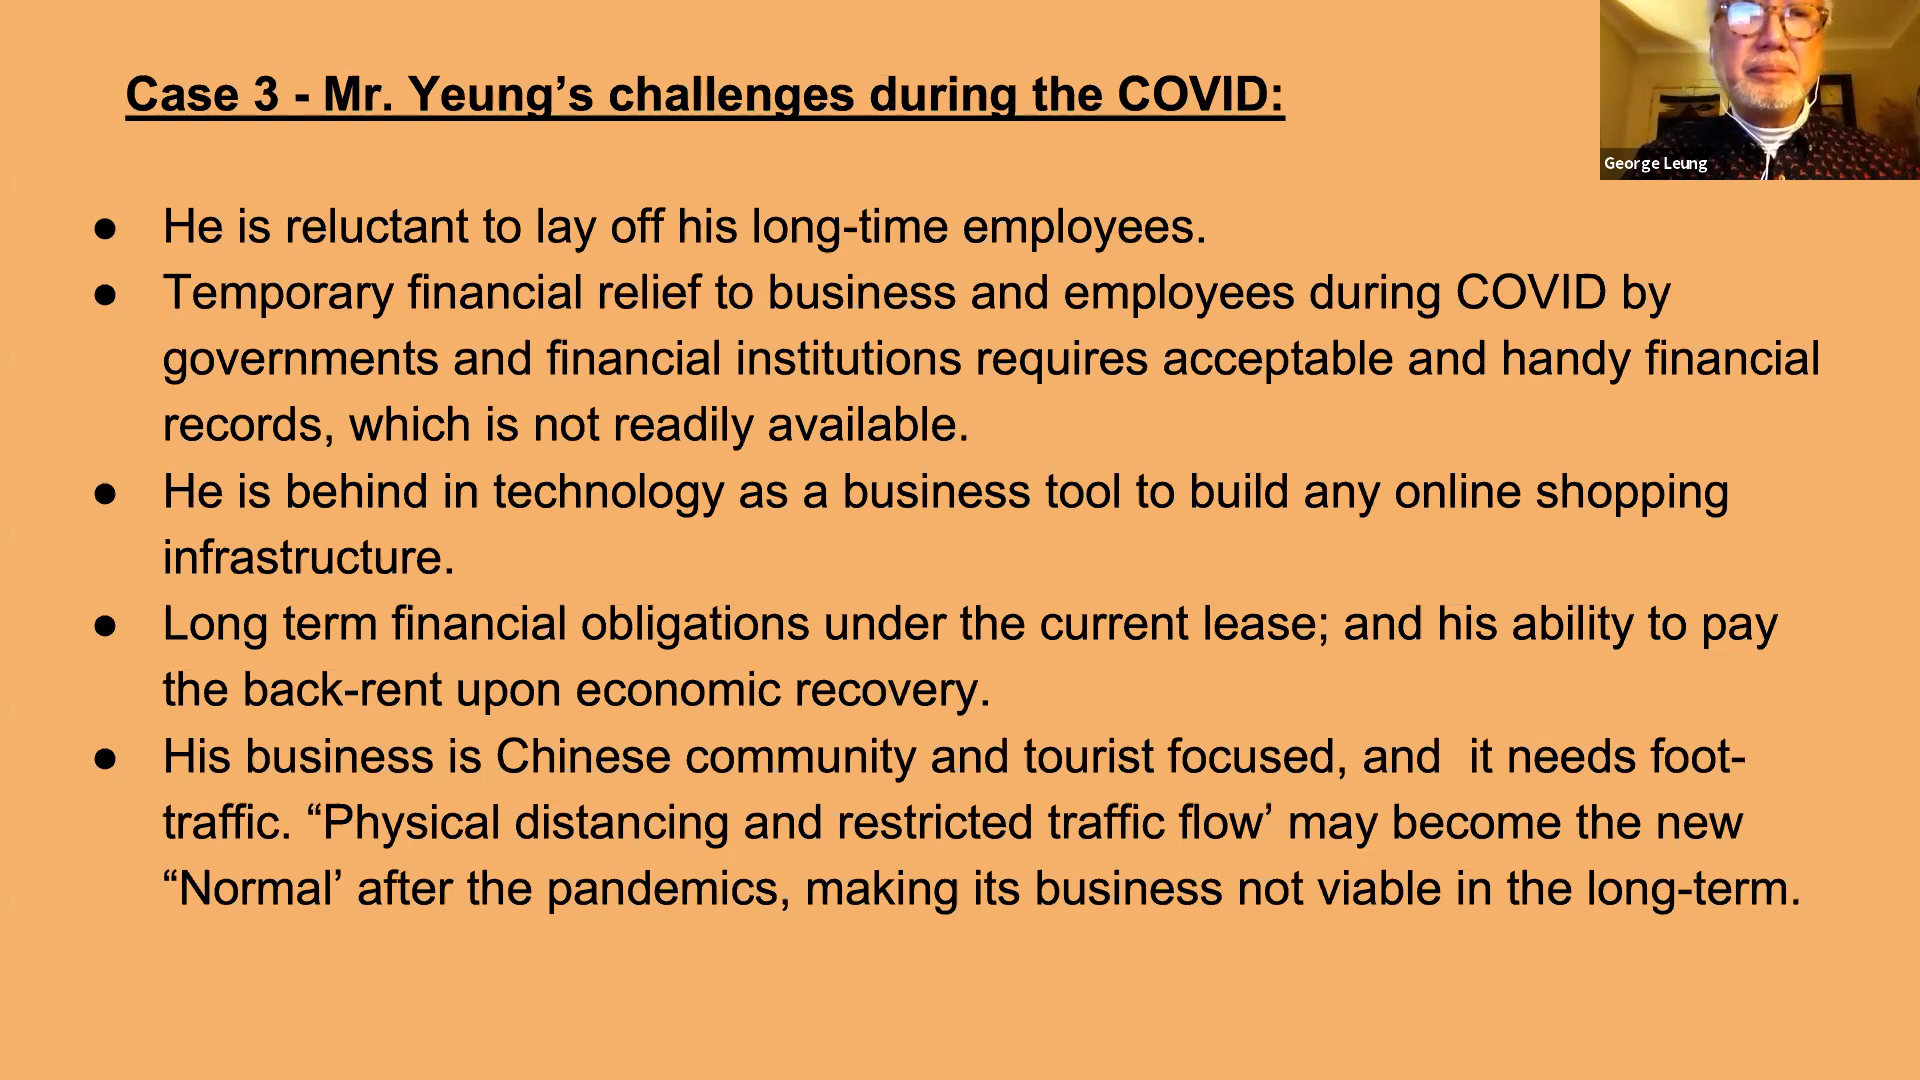 Case 3 - Mr. Yeung’s challenges during the COVID:
George Leung
● He is reluctant to lay off his long-time employees.
● Temporary financial relief to business and employees during COVID by
governments and financial institutions requires acceptable and handy financial
records, which is not readily available.
● He is behind in technology as a business tool to build any online shopping
infrastructure.
● Long term financial obligations under the current lease; and his ability to pay
the back-rent upon economic recovery.
● His business is Chinese community and tourist focused, and  it needs foot-
traffic. “Physical distancing and restricted traffic flow’ may become the new
“Normal’ after the pandemics, making its business not viable in the long-term.